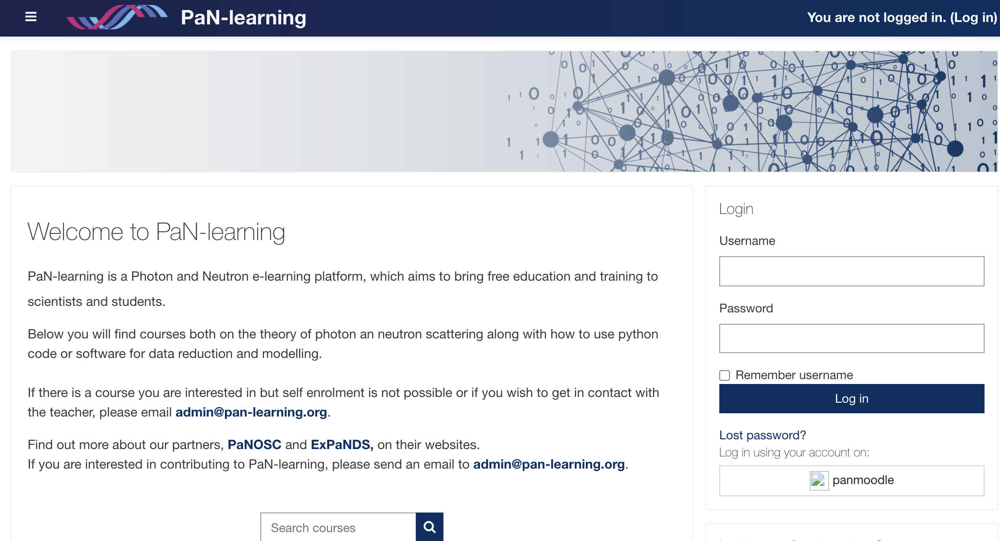 PaN-learning
You are not logged in. (Log in)
Welcome to PaN-learning
PaN-learning is a Photon and Neutron e-learning platform, which aims to bring free education and training to
scientists and students.
Below you will find courses both on the theory of photon an neutron scattering along with how to use python
code or software for data reduction and modelling.
If there is a course you are interested in but self enrolment is not possible or if you wish to get in contact with
the teacher, please email admin@pan-learning.org.
Find out more about our partners, PaNOSC and ExPaNDS, on their websites.
If you are interested in contributing to PaN-learning, please send an email to admin@pan-learning.org.
Search courses
Login
Username
Password
Remember username
Log in
Lost password?
Log in using your account on:
panmoodle